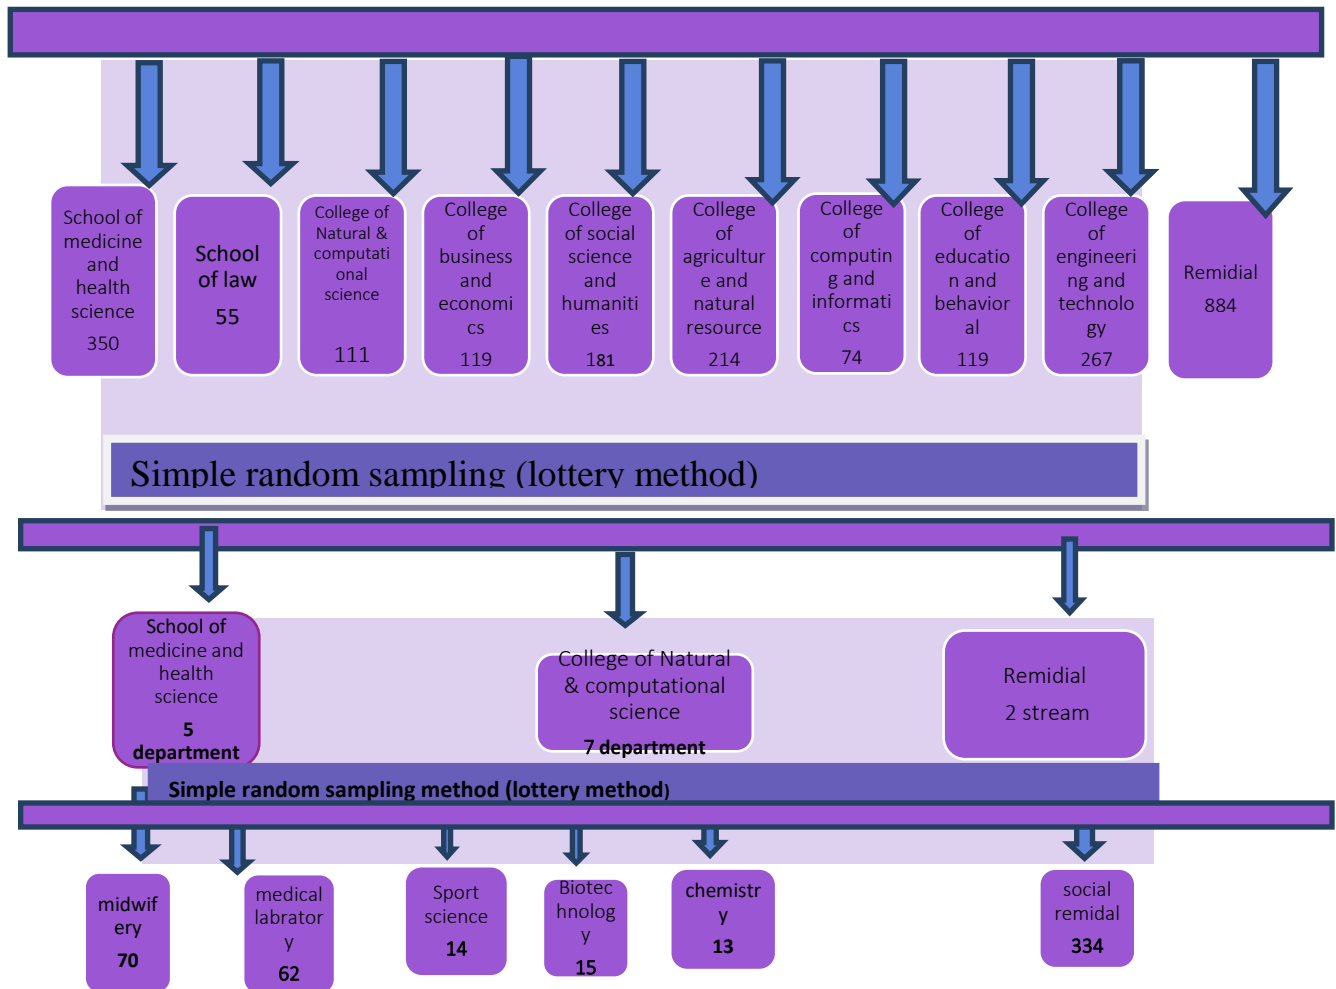 School of
medicine
and
health
science
350
School
of law
55
College of
Natural &
computati
onal
science
111
College
of
business
and
economi
cs
119
College
of social
science
and
humaniti
es
181
College
of
agricultur
e and
natural
resource
214
College
of
computin
g and
informati
cs
74
College
of
educatio
n and
behavior
al
119
College
of
engineeri
ng and
technolo
gy
267
Remidial
884
Simple random sampling (lottery method)
School of
medicine and
health
science
5
department
College of Natural
& computational
science
7 department
Remidial
2 stream
Simple random sampling method (lottery method)
midwif
ery
70
medical
labrator
y
62
Sport
science
14
Biotec
hnolog
y
15
chemistr
y
13
social
remidal
334